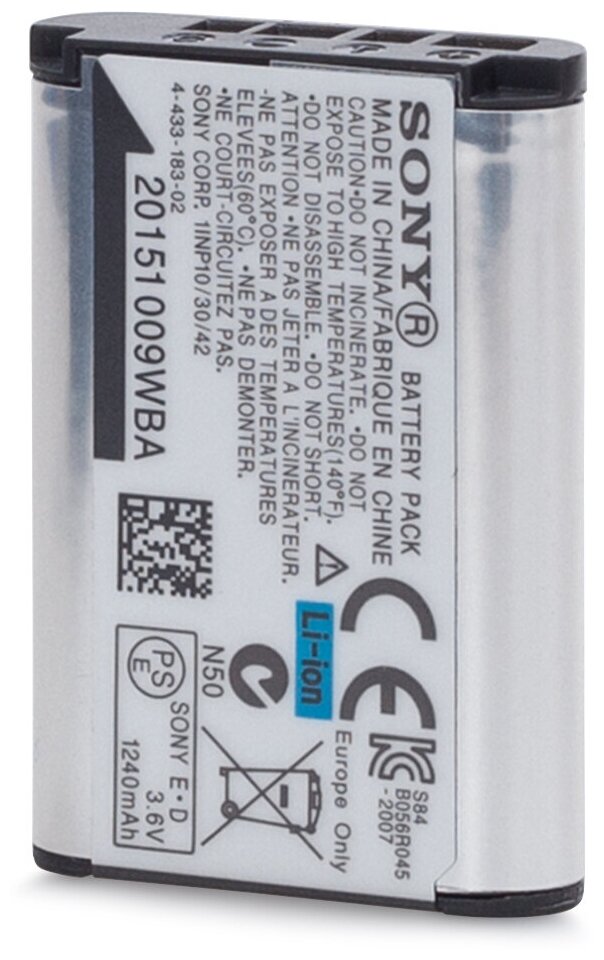 SONY® BATTERY PACK
MADE IN CHINA/FABRIQUE EN CHINE
CAUTION•DO NOT INCINERATE. •DO NOT
EXPOSE TO HIGH TEMPERATURES(140°F).
•DO NOT DISASSEMBLE. •DO NOT SHORT.
ATTENTION •NE PAS JETER A L'INCINERATEUR.
-NE PAS EXPOSER A DES TEMPERATURES
ELEVEES(60°C). •NE PAS DEMONTER.
•NE COURT-CIRCUITEZ PAS.
SONY CORP. 1INP10/30/42
4-433-183-02
20151009WBA
CE
Li-ion
S84
B056R045
-2007
Europe Only
N50
PS
E
SONY E•D
3.6V
1240mAh